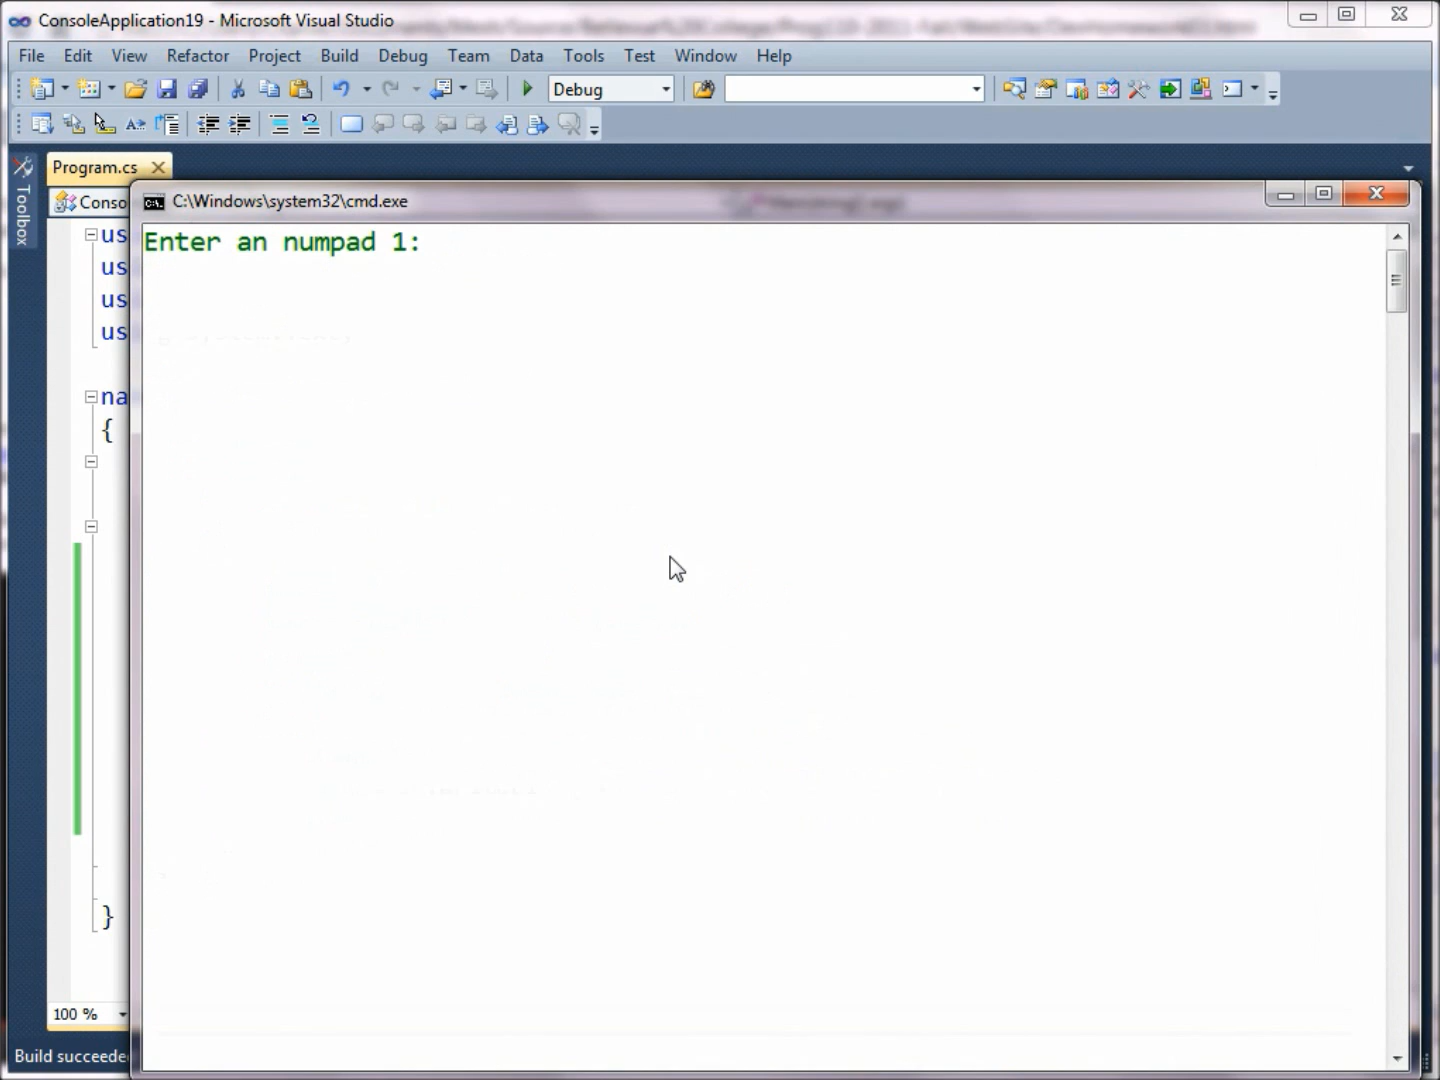 ConsoleApplication19 - Microsoft Visual Studio
File Edit View Refactor Project Build Debug Team Data Tools Test Window Help
Debug
Toolbox
Program.cs
Conso
C:\Windows\system32\cmd.exe
us
Enter an numpad 1:
us
us
us
na
{
}
100 %
Build succeede